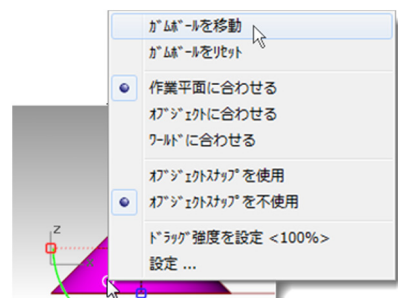 ｶﾞﾑﾎﾞｰﾙを移動
ｶﾞﾑﾎﾞｰﾙをﾘｾｯﾄ
作業平面に合わせる
ｵﾌﾞｼﾞｪｸﾄに合わせる
ﾜｰﾙﾄﾞに合わせる
ｵﾌﾞｼﾞｪｸﾄｽﾅｯﾌﾟを使用
ｵﾌﾞｼﾞｪｸﾄｽﾅｯﾌﾟを不使用
ﾄﾞﾗｯｸﾞ強度を設定 <100%>
設定 ...
z